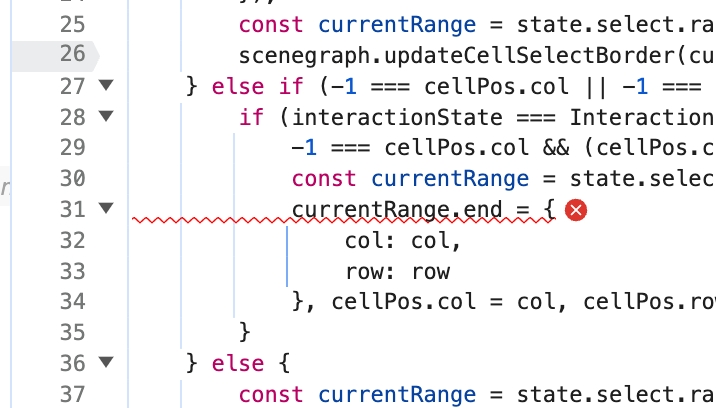 25 const currentRange = state.select.ra
26 scenegraph.updateCellSelectBorder(cu
27 } else if (-1 === cellPos.col || -1 ===
28 if (interactionState === Interaction
29 -1 === cellPos.col && (cellPos.c
30 const currentRange = state.selec
31 currentRange.end = {
32 col: col,
33 row: row
34 }, cellPos.col = col, cellPos.row
35 }
36 } else {
37 const currentRange = state.select.ra